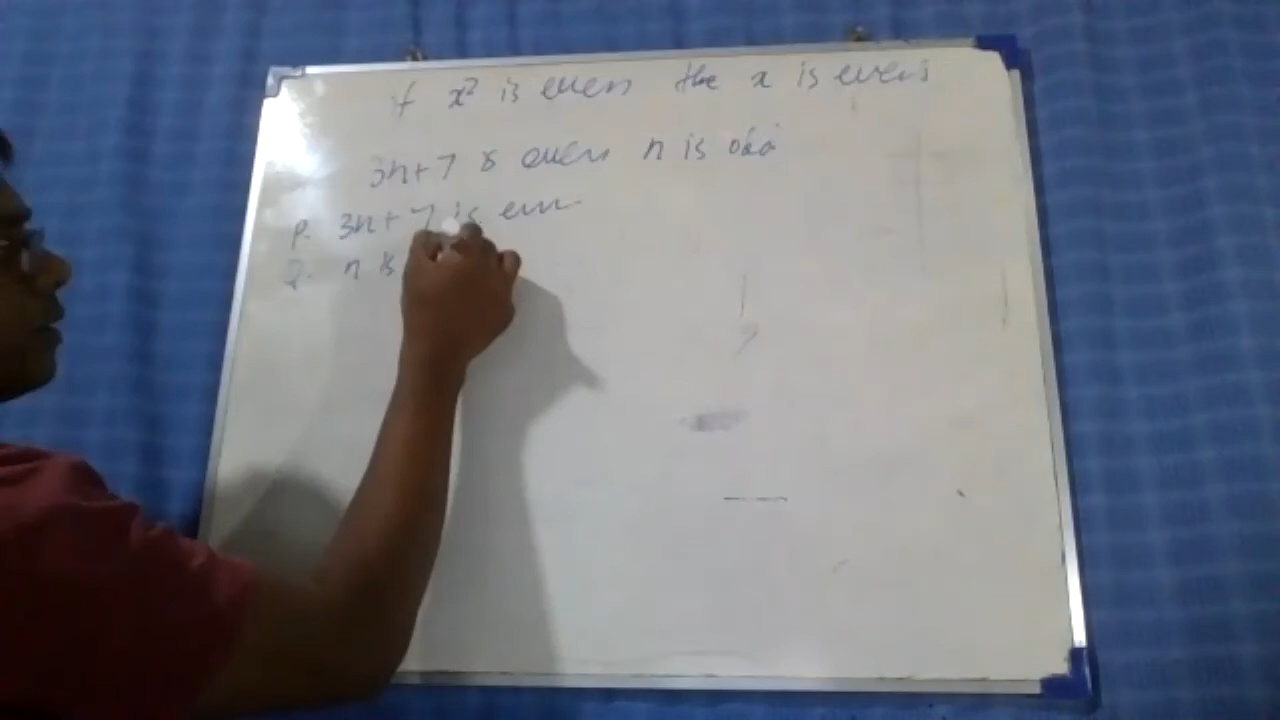 if x² is even the x is even
3n+7 is even n is odd
P. 3n+7 is even
Q. n is